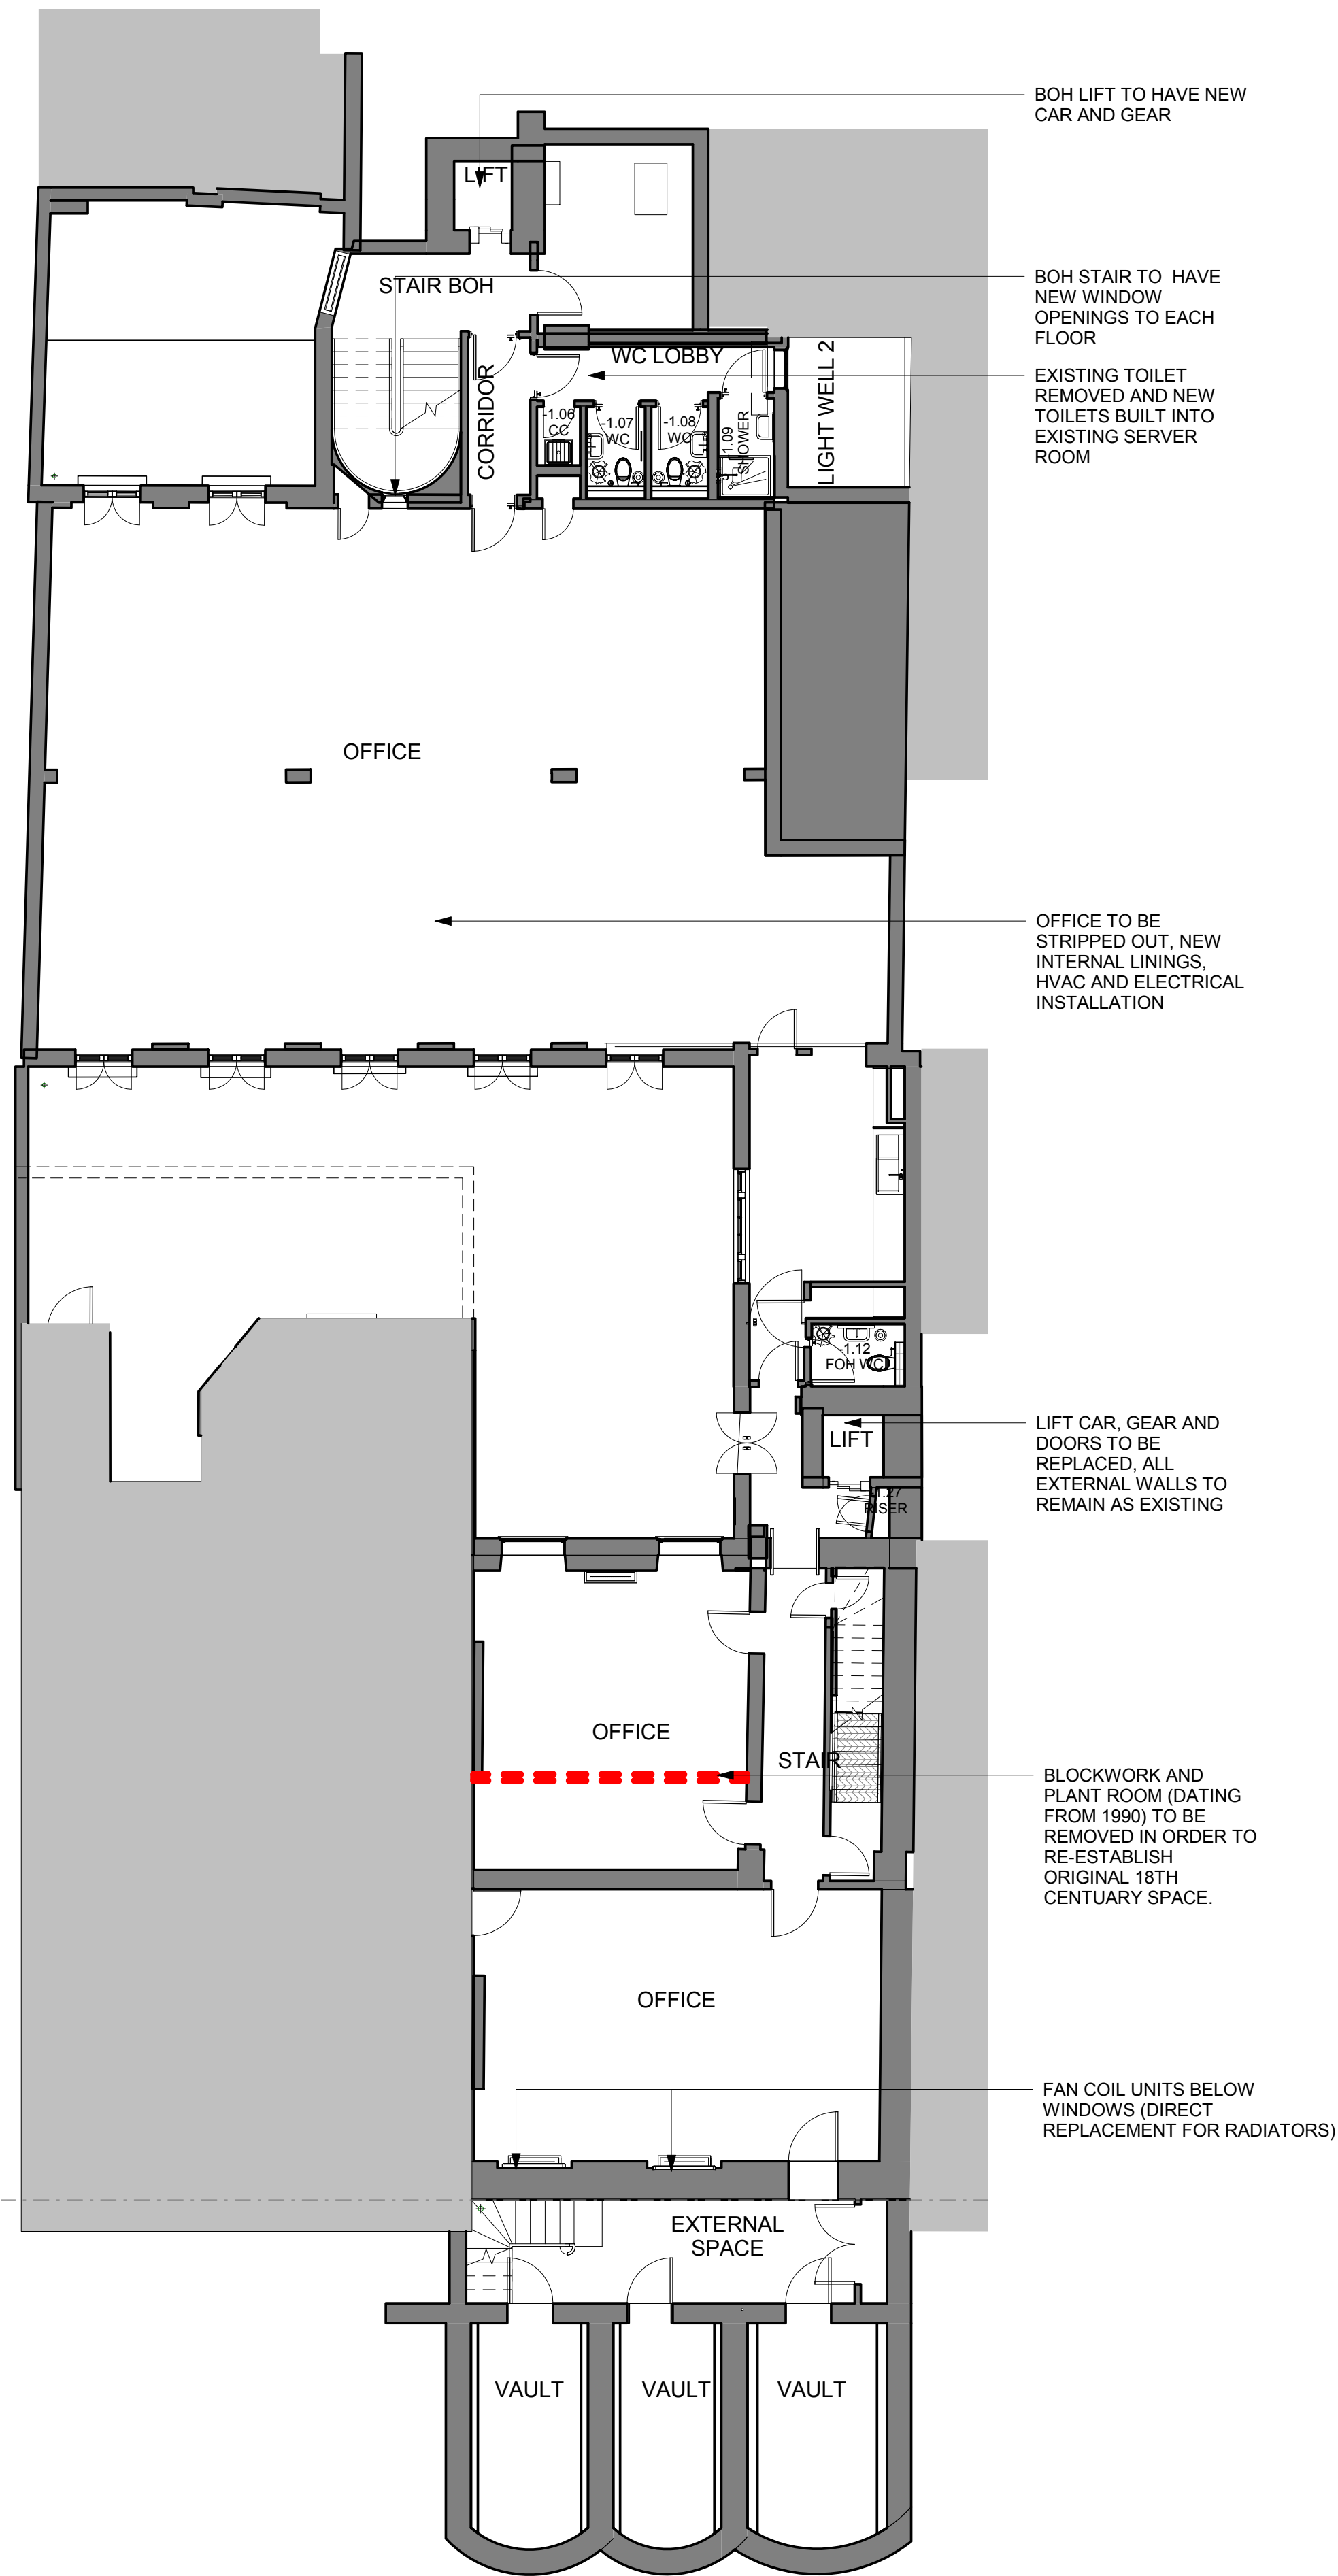 BOH LIFT TO HAVE NEW
CAR AND GEAR
LIFT
STAIR BOH
BOH STAIR TO HAVE
NEW WINDOW
OPENINGS TO EACH
FLOOR
WC LOBBY
LIGHT WELL 2
CORRIDOR
EXISTING TOILET
REMOVED AND NEW
TOILETS BUILT INTO
EXISTING SERVER
ROOM
-1.06
CC
-1.07
WC
-1.08
WC
1.09
SHOWER
OFFICE
OFFICE TO BE
STRIPPED OUT, NEW
INTERNAL LININGS,
HVAC AND ELECTRICAL
INSTALLATION
-1.12
FOH WC
LIFT
LIFT CAR, GEAR AND
DOORS TO BE
REPLACED, ALL
EXTERNAL WALLS TO
REMAIN AS EXISTING
RISER
OFFICE
STAIR
BLOCKWORK AND
PLANT ROOM (DATING
FROM 1990) TO BE
REMOVED IN ORDER TO
RE-ESTABLISH
ORIGINAL 18TH
CENTUARY SPACE.
OFFICE
FAN COIL UNITS BELOW
WINDOWS (DIRECT
REPLACEMENT FOR RADIATORS)
EXTERNAL
SPACE
VAULT
VAULT
VAULT